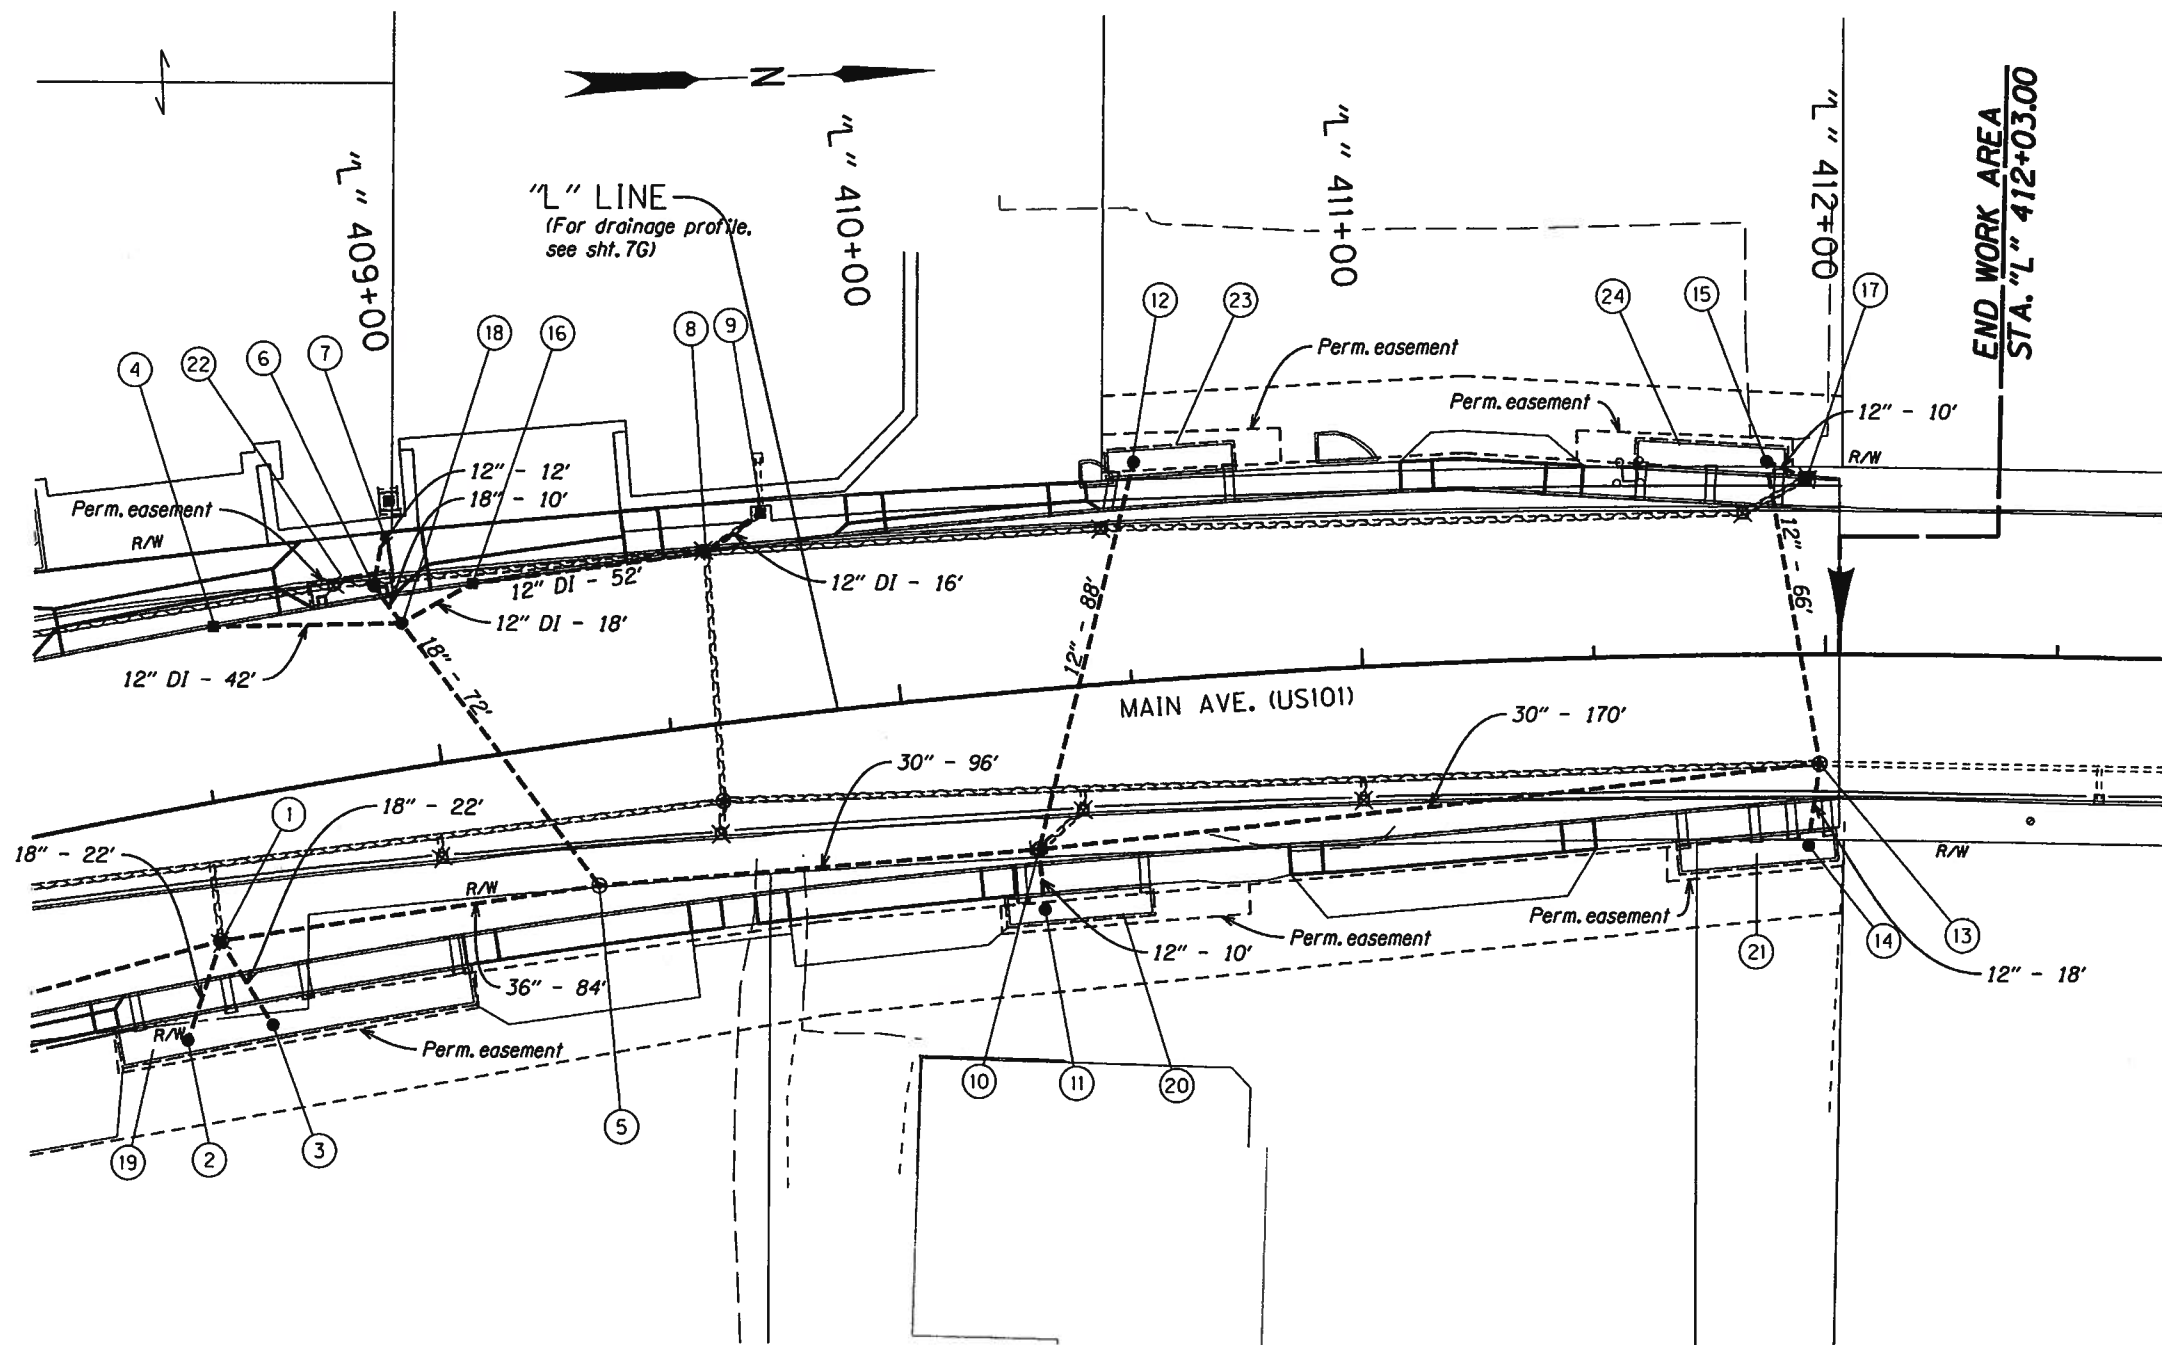 N
"L" 409+00
"L" LINE
(For drainage profile,
see sht. 7G)
"L" 410+00
"L" 411+00
"L" 412+00
END WORK AREA
STA. "L" 412+03.00
4
22
6
7
18
16
8
9
12
23
24
15
17
Perm. easement
Perm. easement
12" - 10'
R/W
12" - 12'
18" - 10'
Perm. easement
R/W
12" DI - 52'
12" DI - 16'
12" DI - 18'
12" DI - 42'
18" - 72'
12" - 88'
12" - 66'
MAIN AVE. (US101)
30" - 170'
30" - 96'
1
18" - 22'
18" - 22'
R/W
R/W
Perm. easement
Perm. easement
12" - 10'
36" - 84'
21
14
13
12" - 18'
R/W
Perm. easement
10
11
20
5
19
2
3